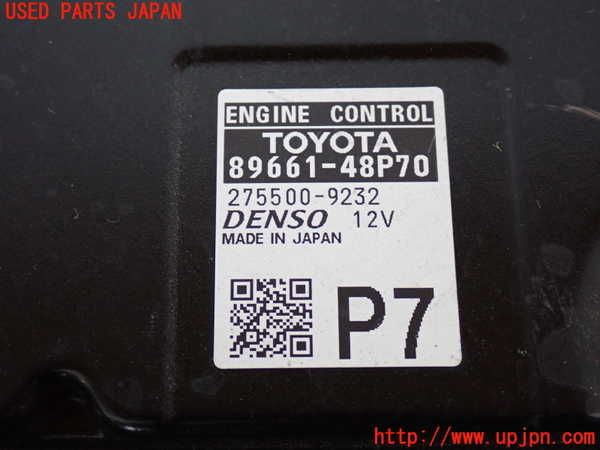 USED PARTS JAPAN
ENGINE CONTROL
TOYOTA
89661-48P70
275500-9232
DENSO 12V
MADE IN JAPAN
P7
http://www.upjpn.com/